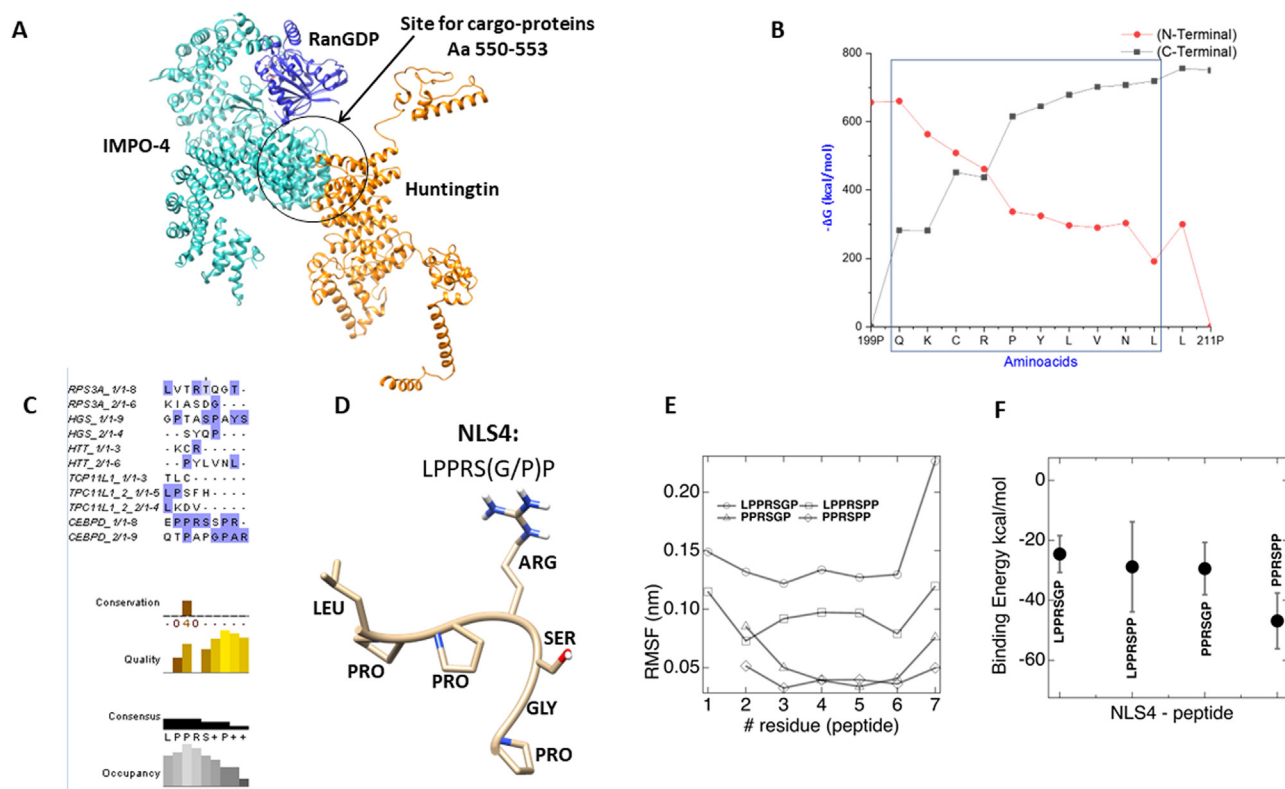 A
RanGDP
Site for cargo-proteins
Aa 550-553
IMPO-4
Huntingtin
B
(N-Terminal)
(C-Terminal)
800
600
400
200
0
-ΔG (kcal/mol)
199P Q K C R P Y L V N L L 211P
Aminoacids
C
RPS3A_1/1-8 LVTRTQGT-
RPS3A_2/1-6 KIASDG---
HGS_1/1-9 GPTASPAYS
HGS_2/1-4 --SYQP---
HTT_1/1-3 -KCR-----
HTT_2/1-6 --PYLVNL-
TCP11L1_1/1-3 TLC------
TPC11L1_2_1/1-5 LPSFH----
TPC11L1_2_2/1-4 LKDV-----
CEBPD_1/1-8 EPPRSSPR-
CEBPD_2/1-9 QTPAPGPAR
Conservation
-040-----
Quality
Consensus
LPPRS+P++
Occupancy
D
NLS4:
LPPRS(G/P)P
LEU
PRO
PRO
ARG
SER
GLY
PRO
E
0.20
0.15
0.10
0.05
RMSF (nm)
LPPRSGP LPPRSPP
PPRSGP PPRSPP
1 2 3 4 5 6 7
# residue (peptide)
F
0
-20
-40
-60
Binding Energy kcal/mol
LPPRSGP
LPPRSPP
PPRSGP
PPRSPP
NLS4 - peptide